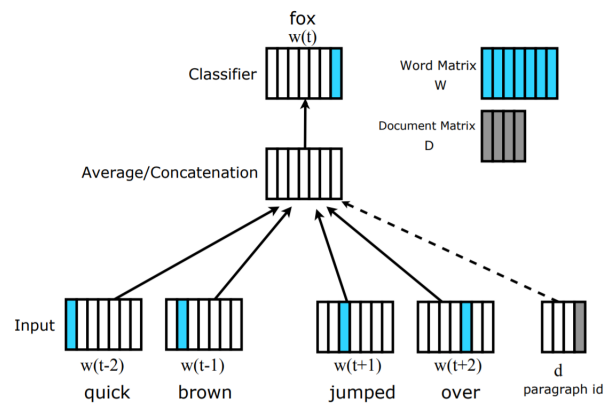 fox
w(t)
Classifier
Word Matrix
W
Document Matrix
D
Average/Concatenation
Input
w(t-2)
w(t-1)
w(t+1)
w(t+2)
d
quick
brown
jumped
over
paragraph id